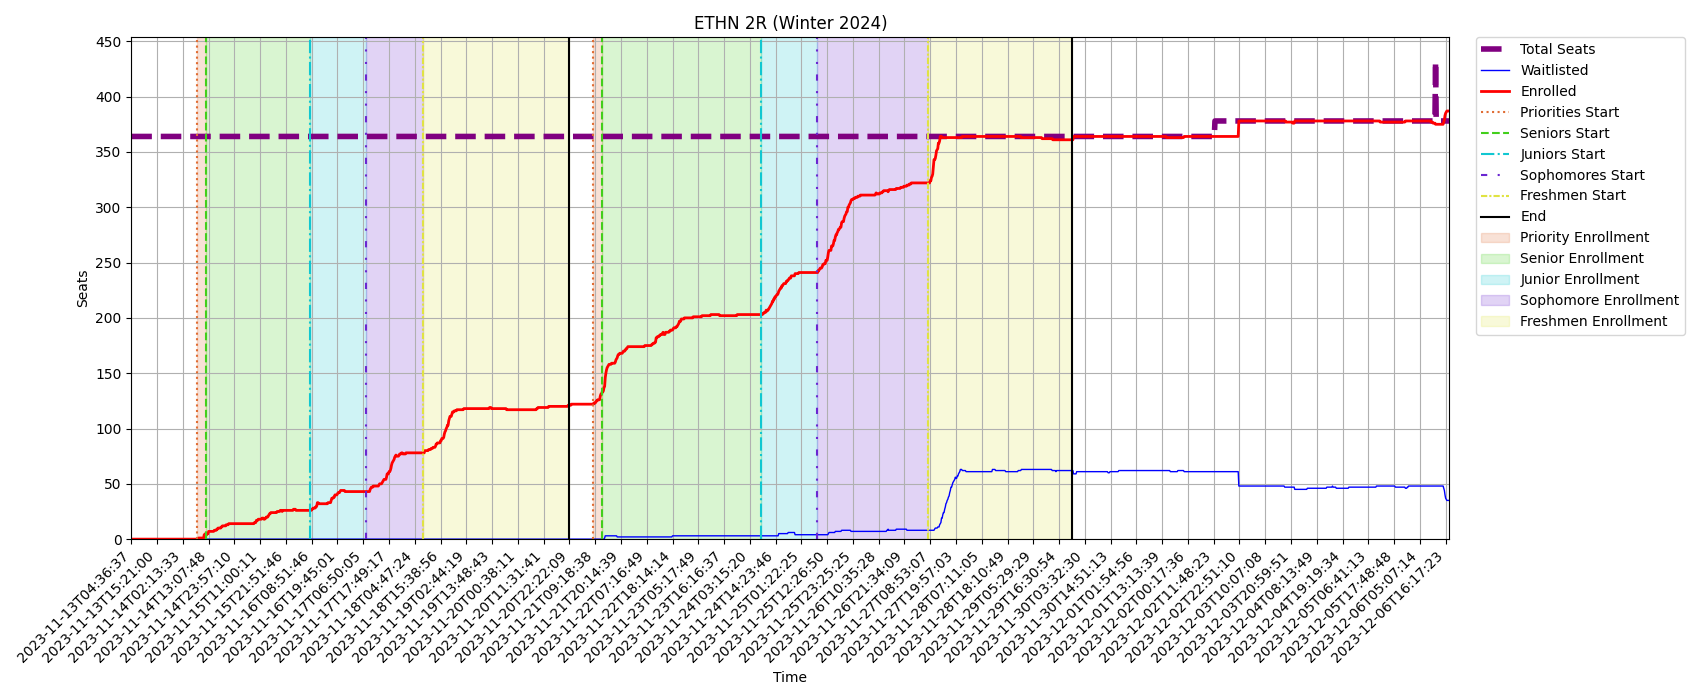 ETHN 2R (Winter 2024)
Seats
450
400
350
300
250
200
150
100
50
0
2023-11-13T04:36:37
2023-11-13T15:21:00
2023-11-14T02:13:33
2023-11-14T13:07:48
2023-11-14T23:57:10
2023-11-15T11:00:11
2023-11-15T21:51:46
2023-11-16T08:51:46
2023-11-16T19:45:01
2023-11-17T06:50:05
2023-11-17T17:49:17
2023-11-18T04:47:24
2023-11-18T15:38:56
2023-11-19T02:44:19
2023-11-19T13:48:43
2023-11-20T00:38:11
2023-11-20T11:31:41
2023-11-20T22:22:09
2023-11-21T09:18:38
2023-11-21T20:14:39
2023-11-22T07:16:49
2023-11-22T18:14:14
2023-11-23T05:17:49
2023-11-23T16:16:37
2023-11-24T03:15:20
2023-11-24T14:23:46
2023-11-25T01:22:25
2023-11-25T12:26:50
2023-11-25T23:25:25
2023-11-26T10:35:28
2023-11-26T21:34:09
2023-11-27T08:53:07
2023-11-27T19:57:03
2023-11-28T07:11:05
2023-11-28T18:10:49
2023-11-29T05:29:29
2023-11-29T16:30:54
2023-11-30T03:32:30
2023-11-30T14:51:13
2023-12-01T01:54:56
2023-12-01T13:13:39
2023-12-02T00:17:36
2023-12-02T11:48:23
2023-12-02T22:51:10
2023-12-03T10:07:08
2023-12-03T20:59:51
2023-12-04T08:13:49
2023-12-04T19:19:34
2023-12-05T06:41:13
2023-12-05T17:48:48
2023-12-06T05:07:14
2023-12-06T16:17:23
Time
Total Seats
Waitlisted
Enrolled
Priorities Start
Seniors Start
Juniors Start
Sophomores Start
Freshmen Start
End
Priority Enrollment
Senior Enrollment
Junior Enrollment
Sophomore Enrollment
Freshmen Enrollment